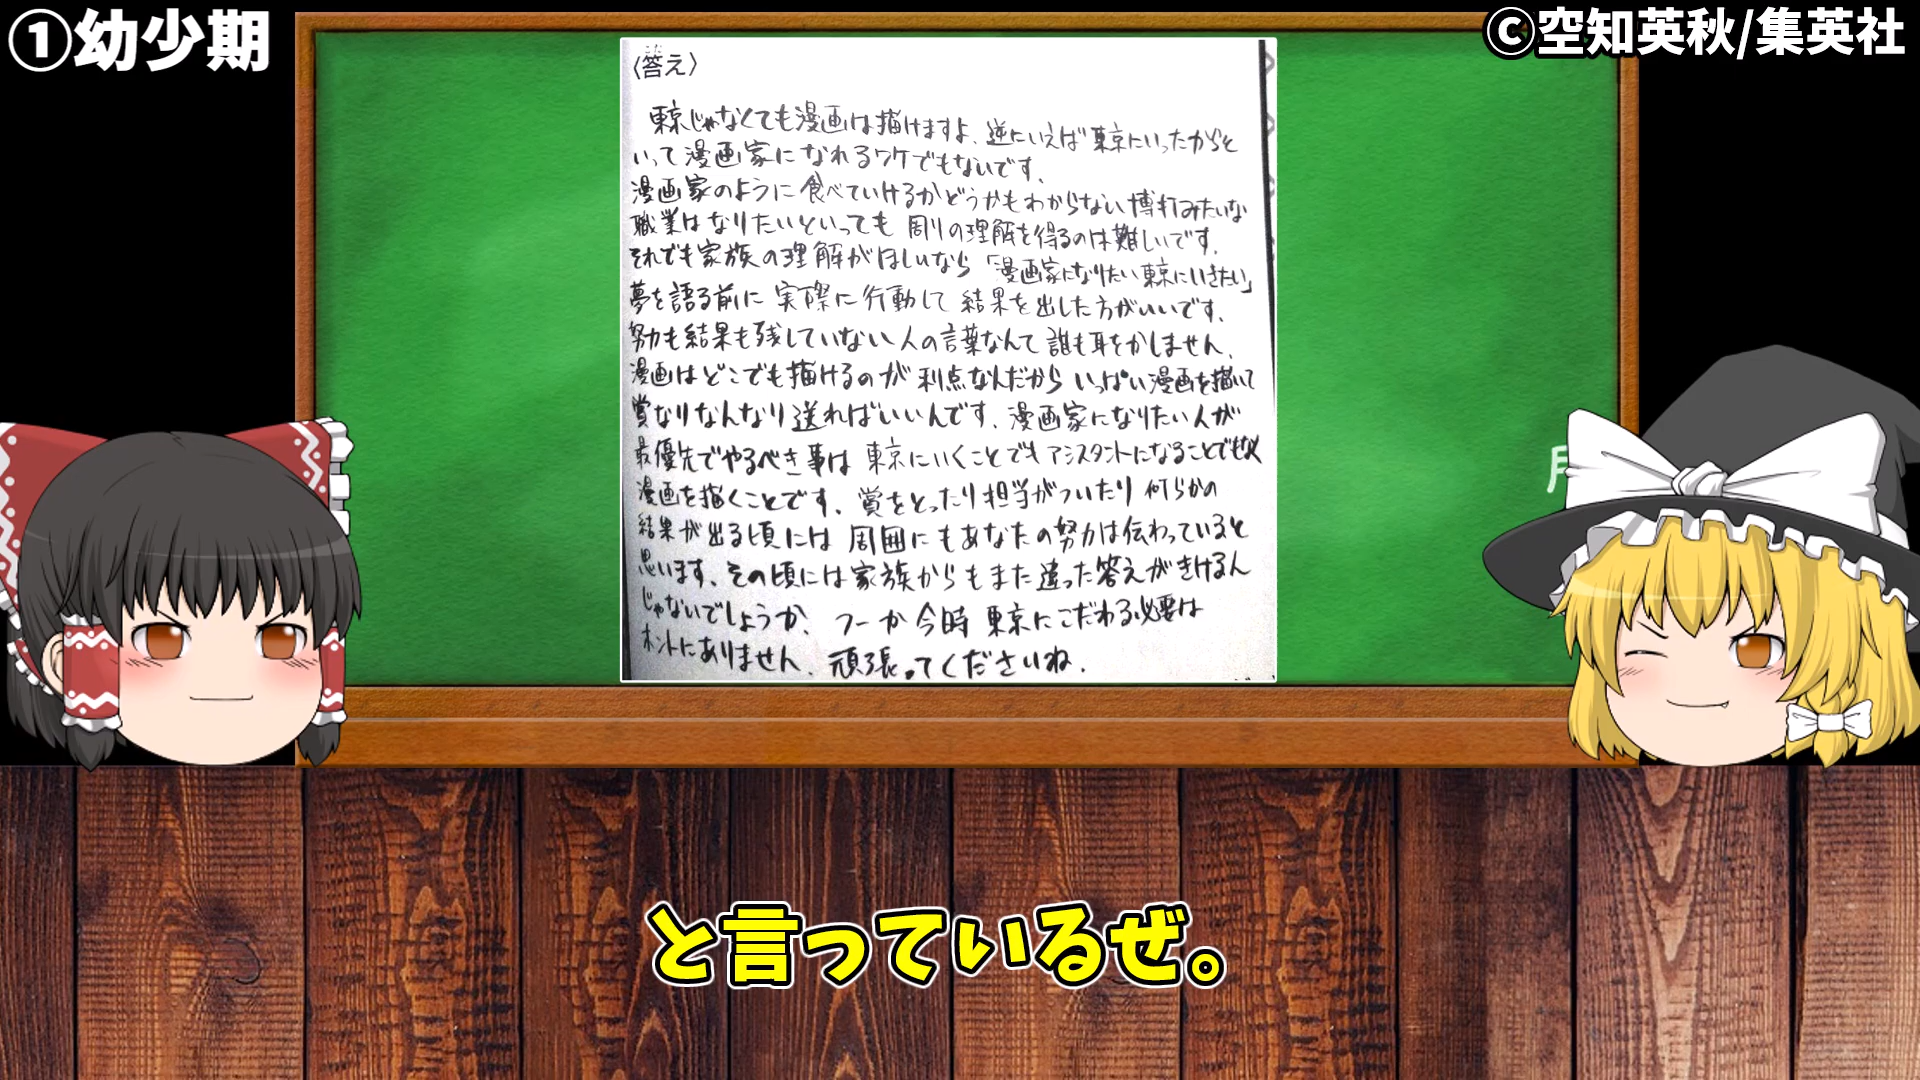 ①幼少期
©空知英秋/集英社
〈答え〉
東京じゃなくても漫画は描けますよ、逆にいえば東京にいったからと
いって漫画家になれるワケでもないです。
漫画家のように食べていけるかどうかもわからない博打みたいな
職業はなりたいといっても周りの理解を得るのは難しいです。
それでも家族の理解がほしいなら「漫画家になりたい東京にいきたい」
夢を語る前に実際に行動して結果を出した方がいいです。
努力も結果も残していない人の言葉なんて誰も耳をかしません。
漫画はどこでも描けるのが利点なんだからいっぱい漫画を描いて
賞なりなんなり送ればいいんです、漫画家になりたい人が
最優先でやるべき事は東京にいくことでもアシスタントになることでもなく
漫画を描くことです。賞をとったり担当がついたり何らかの
結果が出る頃には周囲にもあなたの努力は伝わっていると
思います、その頃には家族からもまた違った答えがきけるん
じゃないでしょうか、つーか今時東京にこだわる必要は
ホントにありません、頑張ってくださいね。
と言っているぜ。